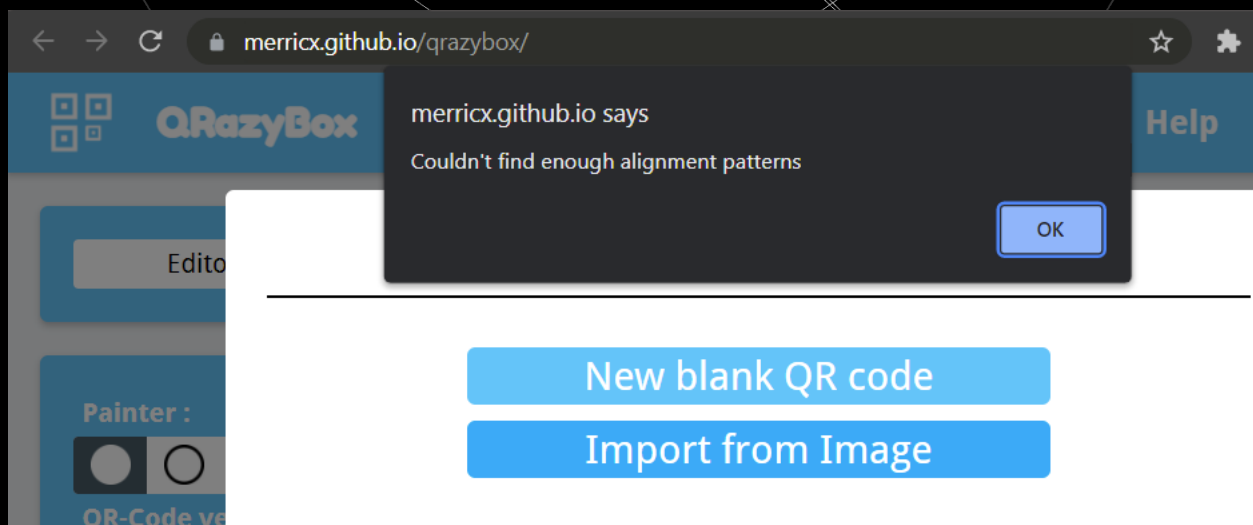 merricx.github.io/qrazybox/
QRazyBox
merricx.github.io says
Couldn't find enough alignment patterns
OK
Help
Edito
New blank QR code
Import from Image
Painter :
QR-Code ve